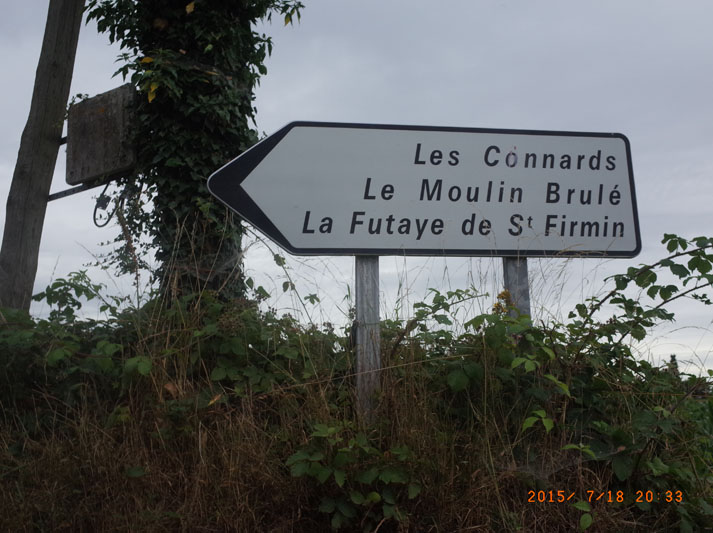 Les Connards
Le Moulin Brulé
La Futaye de St Firmin
2015/ 7/18 20:33